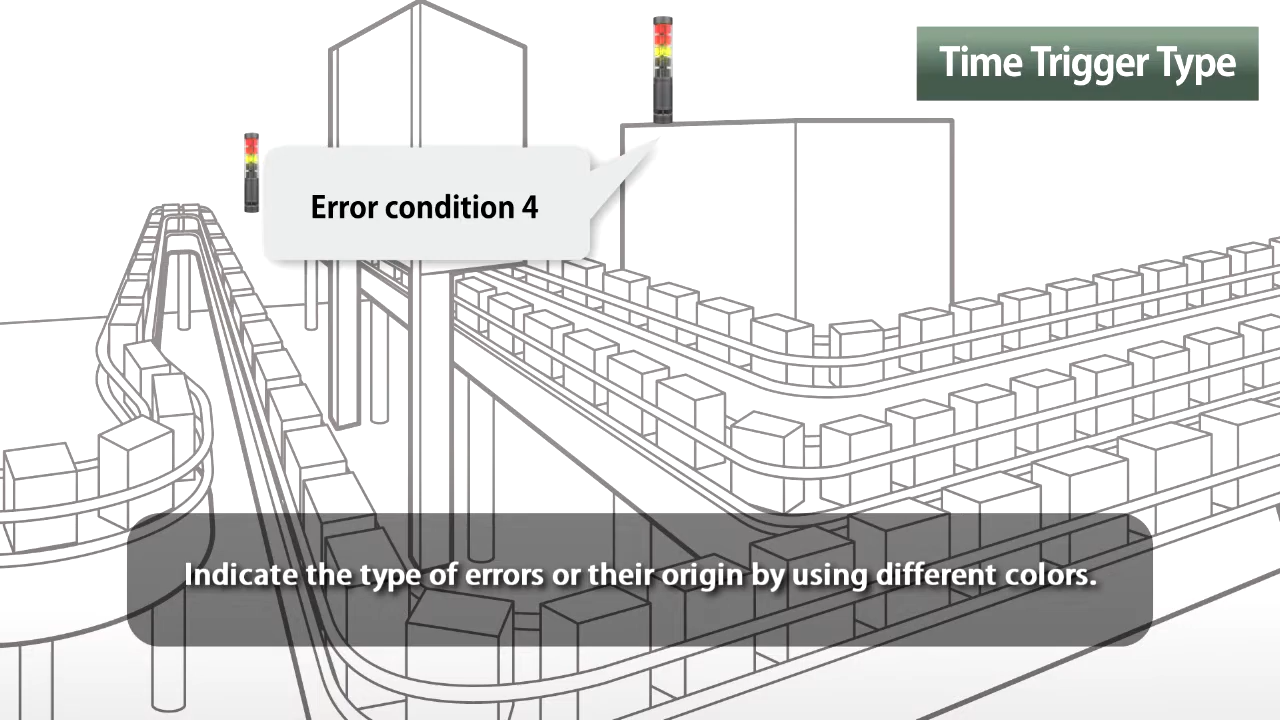 Time Trigger Type
Error condition 4
Indicate the type of errors or their origin by using different colors.